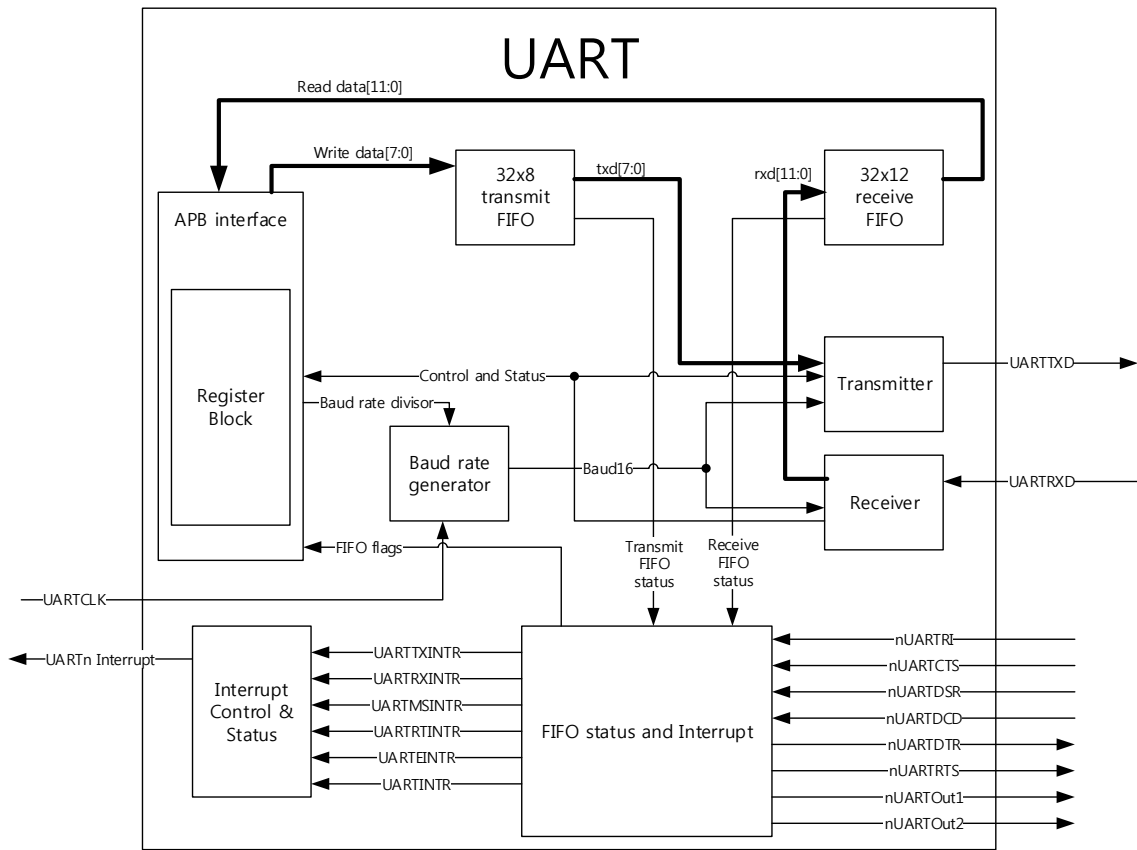 UART
Read data[11:0]
Write data[7:0]
32x8
transmit
FIFO
txd[7:0]
rxd[11:0]
32x12
receive
FIFO
APB interface
Register
Block
Control and Status
Baud rate divisor
Baud rate
generator
Baud16
Transmitter
UARTTXD
Receiver
UARTRXD
FIFO flags
Transmit
FIFO
status
Receive
FIFO
status
UARTCLK
UARTn Interrupt
Interrupt
Control &
Status
UARTTXINTR
UARTRXINTR
UARTMSINTR
UARTRTINTR
UARTEINTR
UARTINTR
FIFO status and Interrupt
nUARTRI
nUARTCTS
nUARTDSR
nUARTDCD
nUARTDTR
nUARTRTS
nUARTOut1
nUARTOut2